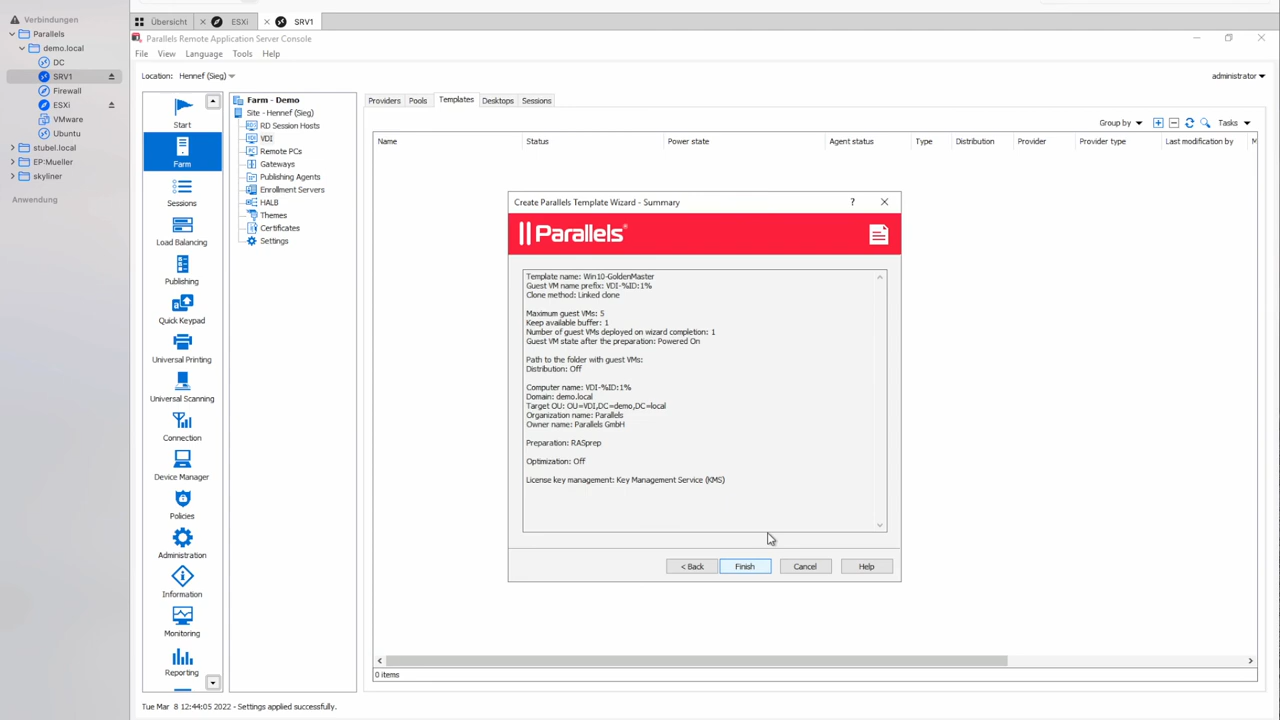 Verbindungen
Parallels
demo.local
DC
SRV1
Firewall
ESXi
VMware
Ubuntu
stubel.local
EP:Mueller
skyliner
Anwendung
Übersicht
ESXi
SRV1
Parallels Remote Application Server Console
File View Language Tools Help
Location: Hennef (Sieg)
administrator
Start
Farm
Sessions
Load Balancing
Publishing
Quick Keypad
Universal Printing
Universal Scanning
Connection
Device Manager
Policies
Administration
Information
Monitoring
Reporting
Farm - Demo
Site - Hennef (Sieg)
RD Session Hosts
VDI
Remote PCs
Gateways
Publishing Agents
Enrollment Servers
HALB
Themes
Certificates
Settings
Providers Pools Templates Desktops Sessions
Group by Tasks
Name Status Power state Agent status Type Distribution Provider Provider type Last modification by M
Create Parallels Template Wizard - Summary ?
Parallels®
Template name: Win10-GoldenMaster
Guest VM name prefix: VDI-%ID:1%
Clone method: Linked clone
Maximum guest VMs: 5
Keep available buffer: 1
Number of guest VMs deployed on wizard completion: 1
Guest VM state after the preparation: Powered On
Path to the folder with guest VMs:
Distribution: Off
Computer name: VDI-%ID:1%
Domain: demo.local
Target OU: OU=VDI,DC=demo,DC=local
Organization name: Parallels
Owner name: Parallels GmbH
Preparation: RASprep
Optimization: Off
License key management: Key Management Service (KMS)
< Back Finish Cancel Help
0 items
Tue Mar 8 12:44:05 2022 - Settings applied successfully.